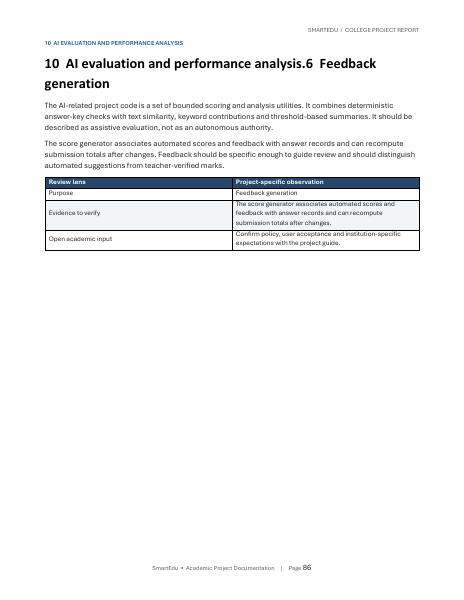 SMARTEDU / COLLEGE PROJECT REPORT
10 AI EVALUATION AND PERFORMANCE ANALYSIS
10 AI evaluation and performance analysis.6 Feedback
generation
The AI-related project code is a set of bounded scoring and analysis utilities. It combines deterministic
answer-key checks with text similarity, keyword contributions and threshold-based summaries. It should be
described as assistive evaluation, not as an autonomous authority.
The score generator associates automated scores and feedback with answer records and can recompute
submission totals after changes. Feedback should be specific enough to guide review and should distinguish
automated suggestions from teacher-verified marks.
Review lens Project-specific observation
Purpose Feedback generation
Evidence to verify The score generator associates automated scores and
feedback with answer records and can recompute
submission totals after changes.
Open academic input Confirm policy, user acceptance and institution-specific
expectations with the project guide.
SmartEdu • Academic Project Documentation | Page 86